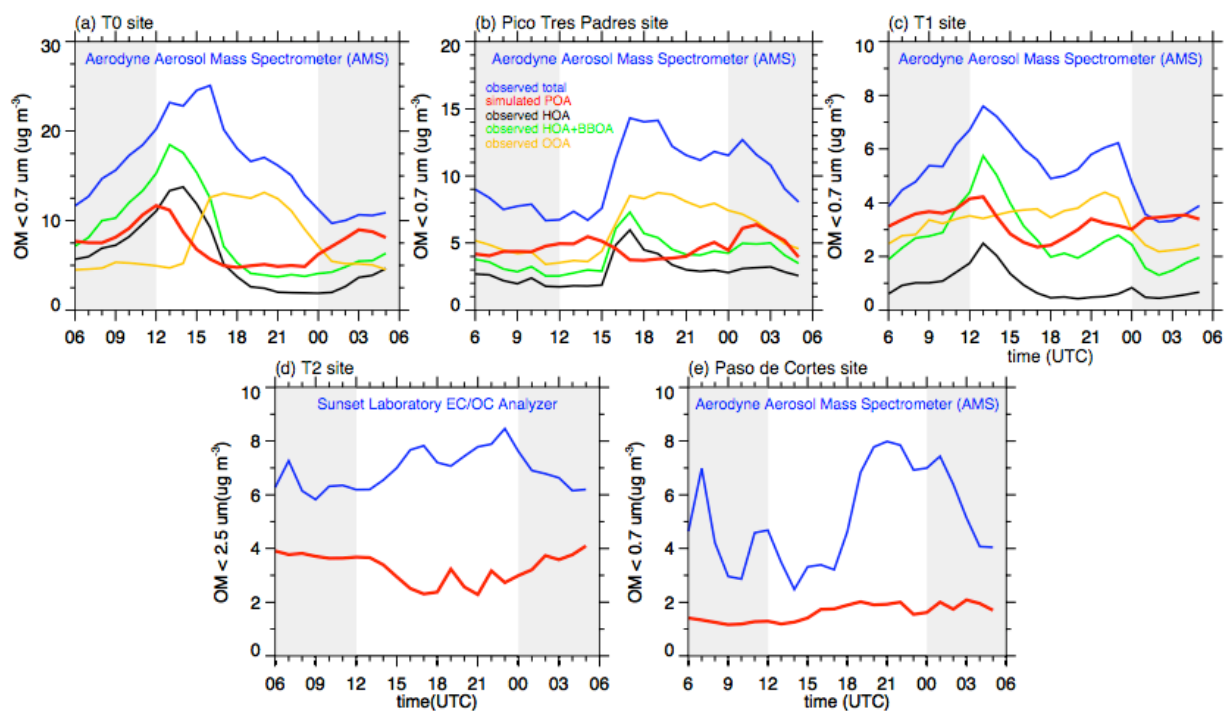 (a) T0 site
(b) Pico Tres Padres site
(c) T1 site
30
25
20
15
10
5
0
OM < 0.7 um (ug m-3)
Aerodyne Aerosol Mass Spectrometer (AMS)
06 09 12 15 18 21 00 03 06
20
15
10
5
0
OM < 0.7 um (ug m-3)
Aerodyne Aerosol Mass Spectrometer (AMS)
observed total
simulated POA
observed HOA
observed HOA+BBOA
observed OOA
6 9 12 15 18 21 00 03 06
10
8
6
4
2
0
OM < 0.7 um (ug m-3)
Aerodyne Aerosol Mass Spectrometer (AMS)
06 09 12 15 18 21 00 03 06
time (UTC)
(d) T2 site
(e) Paso de Cortes site
10
8
6
4
2
0
OM < 2.5 um(ug m-3)
Sunset Laboratory EC/OC Analyzer
06 09 12 15 18 21 00 03 06
time(UTC)
10
8
6
4
2
0
OM < 0.7 um(ug m-3)
Aerodyne Aerosol Mass Spectrometer (AMS)
6 9 12 15 18 21 00 03 06
time(UTC)